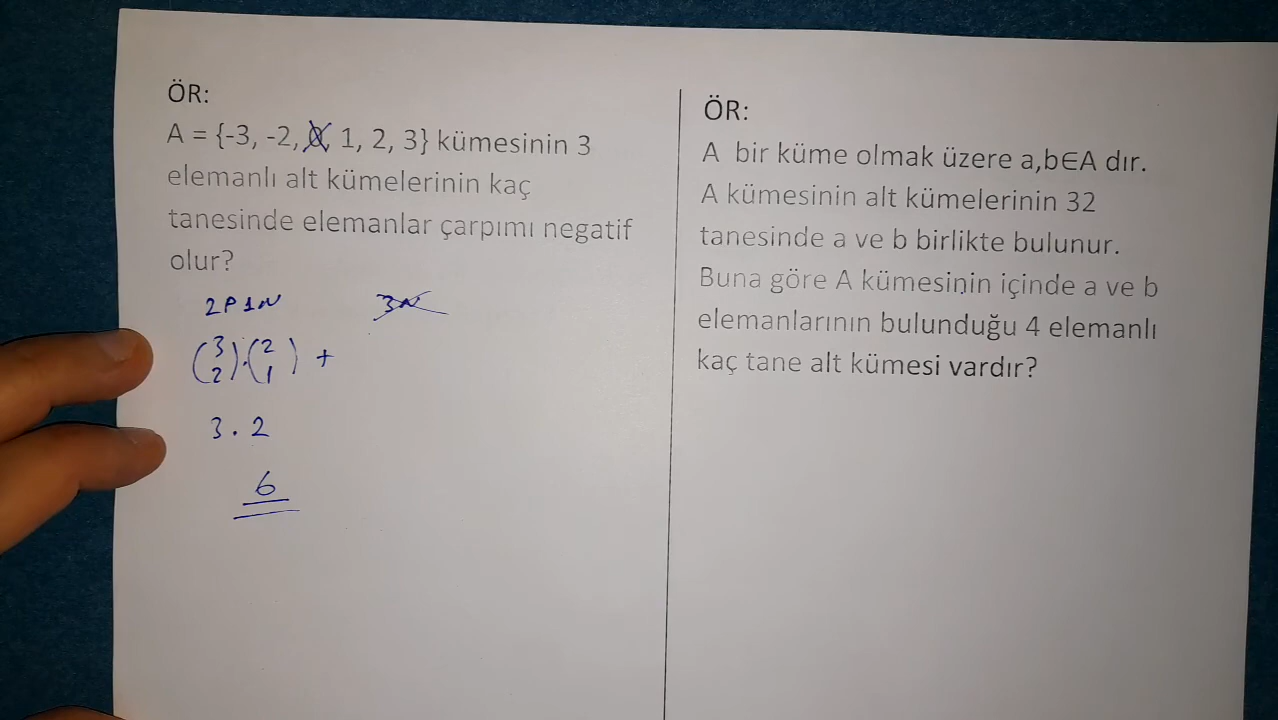 ÖR:
A = {-3, -2, 0, 1, 2, 3} kümesinin 3
elemanlı alt kümelerinin kaç
tanesinde elemanlar çarpımı negatif
olur?
2P1N 3N
(3 2).(2 1) +
3 . 2
6
ÖR:
A bir küme olmak üzere a,b∈A dır.
A kümesinin alt kümelerinin 32
tanesinde a ve b birlikte bulunur.
Buna göre A kümesinin içinde a ve b
elemanlarının bulunduğu 4 elemanlı
kaç tane alt kümesi vardır?